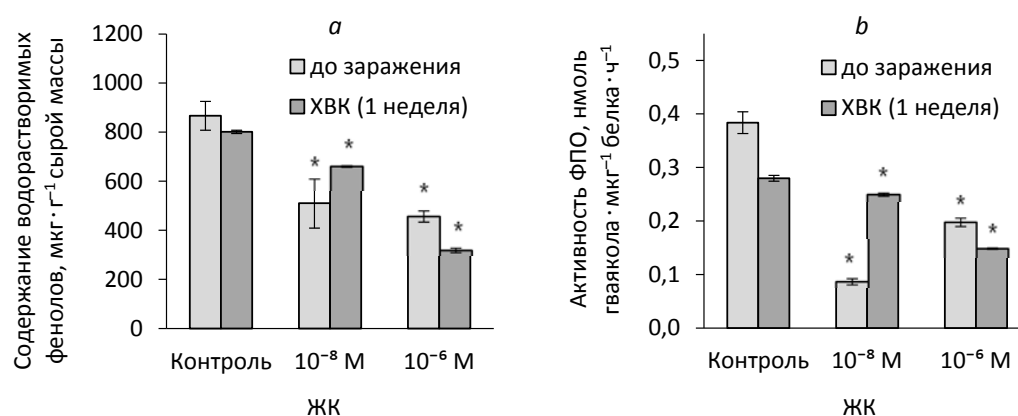 a
Содержание водорастворимых
фенолов, мкг · г⁻¹ сырой массы
1200
1000
800
600
400
200
0
до заражения
ХВК (1 неделя)
*
*
*
*
Контроль
10⁻⁸ М
10⁻⁶ М
ЖК
b
Активность ФПО, нмоль
гваякола · мкг⁻¹ белка · ч⁻¹
0,5
0,4
0,3
0,2
0,1
0,0
до заражения
ХВК (1 неделя)
*
*
*
*
Контроль
10⁻⁸ М
10⁻⁶ М
ЖК